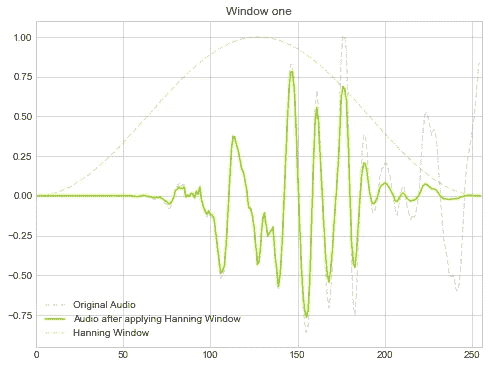 Window one
1.00
0.75
0.50
0.25
0.00
−0.25
−0.50
−0.75
Original Audio
Audio after applying Hanning Window
Hanning Window
0 50 100 150 200 250